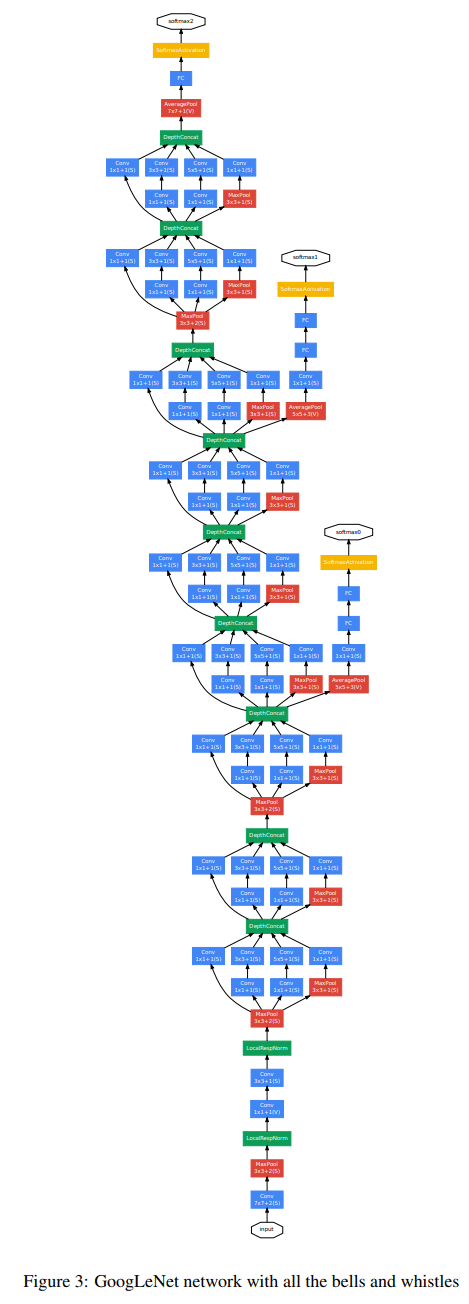 softmax2
SoftmaxActivation
FC
AveragePool
7x7+1(V)
DepthConcat
Conv Conv Conv Conv
1x1+1(S) 3x3+1(S) 5x5+1(S) 1x1+1(S)
Conv Conv MaxPool
1x1+1(S) 1x1+1(S) 3x3+1(S)
DepthConcat
Conv Conv Conv Conv
1x1+1(S) 3x3+1(S) 5x5+1(S) 1x1+1(S)
softmax1
Conv Conv MaxPool
1x1+1(S) 1x1+1(S) 3x3+1(S)
SoftmaxActivation
MaxPool
3x3+2(S)
FC
DepthConcat
FC
Conv Conv Conv Conv Conv
1x1+1(S) 3x3+1(S) 5x5+1(S) 1x1+1(S) 1x1+1(S)
Conv Conv MaxPool AveragePool
1x1+1(S) 1x1+1(S) 3x3+1(S) 5x5+3(V)
DepthConcat
Conv Conv Conv Conv
1x1+1(S) 3x3+1(S) 5x5+1(S) 1x1+1(S)
Conv Conv MaxPool
1x1+1(S) 1x1+1(S) 3x3+1(S)
DepthConcat
softmax0
Conv Conv Conv Conv
1x1+1(S) 3x3+1(S) 5x5+1(S) 1x1+1(S)
SoftmaxActivation
Conv Conv MaxPool
1x1+1(S) 1x1+1(S) 3x3+1(S)
FC
DepthConcat
FC
Conv Conv Conv Conv Conv
1x1+1(S) 3x3+1(S) 5x5+1(S) 1x1+1(S) 1x1+1(S)
Conv Conv MaxPool AveragePool
1x1+1(S) 1x1+1(S) 3x3+1(S) 5x5+3(V)
DepthConcat
Conv Conv Conv Conv
1x1+1(S) 3x3+1(S) 5x5+1(S) 1x1+1(S)
Conv Conv MaxPool
1x1+1(S) 1x1+1(S) 3x3+1(S)
MaxPool
3x3+2(S)
DepthConcat
Conv Conv Conv Conv
1x1+1(S) 3x3+1(S) 5x5+1(S) 1x1+1(S)
Conv Conv MaxPool
1x1+1(S) 1x1+1(S) 3x3+1(S)
DepthConcat
Conv Conv Conv Conv
1x1+1(S) 3x3+1(S) 5x5+1(S) 1x1+1(S)
Conv Conv MaxPool
1x1+1(S) 1x1+1(S) 3x3+1(S)
MaxPool
3x3+2(S)
LocalRespNorm
Conv
3x3+1(S)
Conv
1x1+1(V)
LocalRespNorm
MaxPool
3x3+2(S)
Conv
7x7+2(S)
input
Figure 3: GoogLeNet network with all the bells and whistles